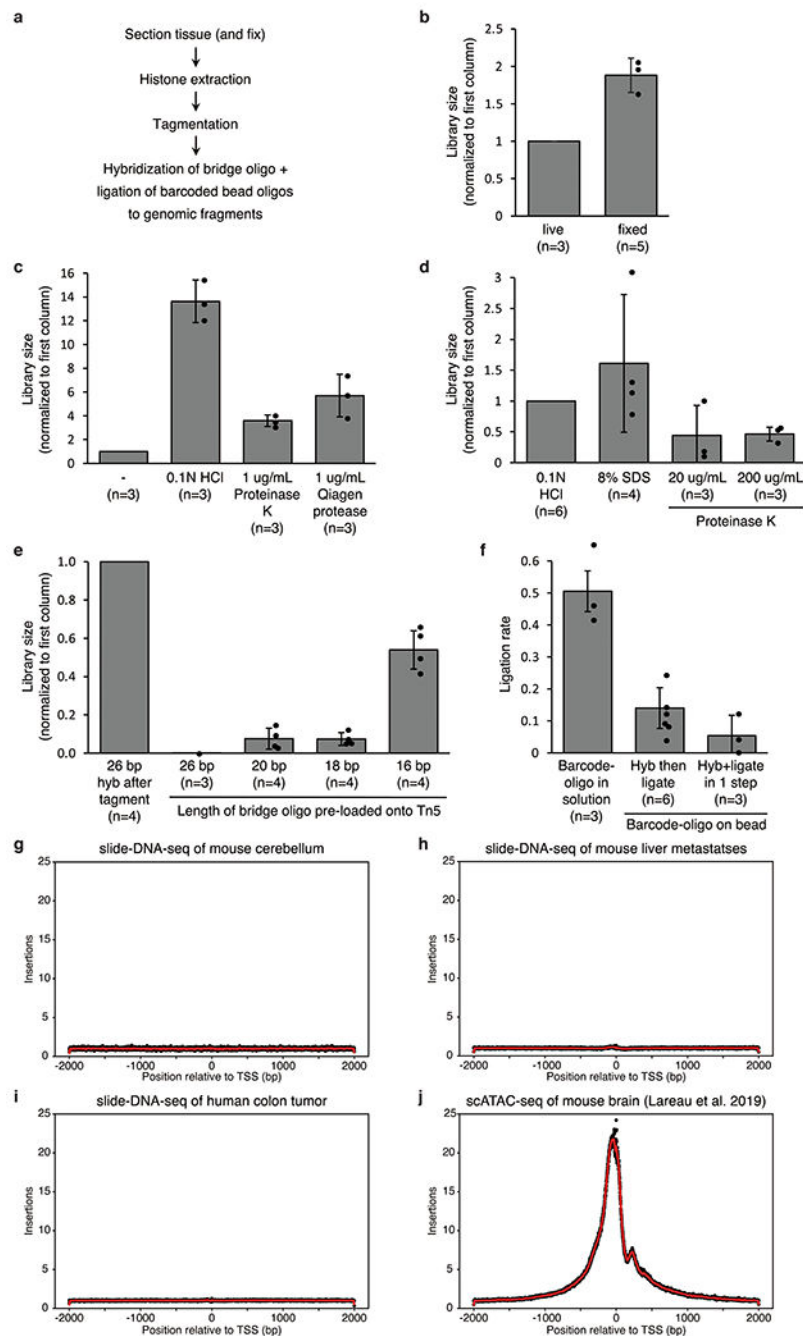 a
Section tissue (and fix)
Histone extraction
Tagmentation
Hybridization of bridge oligo +
ligation of barcoded bead oligos
to genomic fragments
b
Library size
(normalized to first column)
2.5
2
1.5
1
0.5
0
live
(n=3)
fixed
(n=5)
c
Library size
(normalized to first column)
16
14
12
10
8
6
4
2
0
-
(n=3)
0.1N HCl
(n=3)
1 ug/mL
Proteinase
K
(n=3)
1 ug/mL
Qiagen
protease
(n=3)
d
Library size
(normalized to first column)
3
2.5
2
1.5
1
0.5
0
0.1N
HCl
(n=6)
8% SDS
(n=4)
20 ug/mL
(n=3)
200 ug/mL
(n=3)
Proteinase K
e
Library size
(normalized to first column)
1.0
0.8
0.6
0.4
0.2
0.0
26 bp
hyb after
tagment
(n=4)
26 bp
(n=3)
20 bp
(n=4)
18 bp
(n=4)
16 bp
(n=4)
Length of bridge oligo pre-loaded onto Tn5
f
Ligation rate
0.6
0.5
0.4
0.3
0.2
0.1
0
Barcode-
oligo in
solution
(n=3)
Hyb then
ligate
(n=6)
Hyb+ligate
in 1 step
(n=3)
Barcode-oligo on bead
g
slide-DNA-seq of mouse cerebellum
Insertions
25
20
15
10
5
0
-2000
-1000
0
1000
2000
Position relative to TSS (bp)
h
slide-DNA-seq of mouse liver metastatses
Insertions
25
20
15
10
5
0
-2000
-1000
0
1000
2000
Position relative to TSS (bp)
i
slide-DNA-seq of human colon tumor
Insertions
25
20
15
10
5
0
-2000
-1000
0
1000
2000
Position relative to TSS (bp)
j
scATAC-seq of mouse brain (Lareau et al. 2019)
Insertions
25
20
15
10
5
0
-2000
-1000
0
1000
2000
Position relative to TSS (bp)